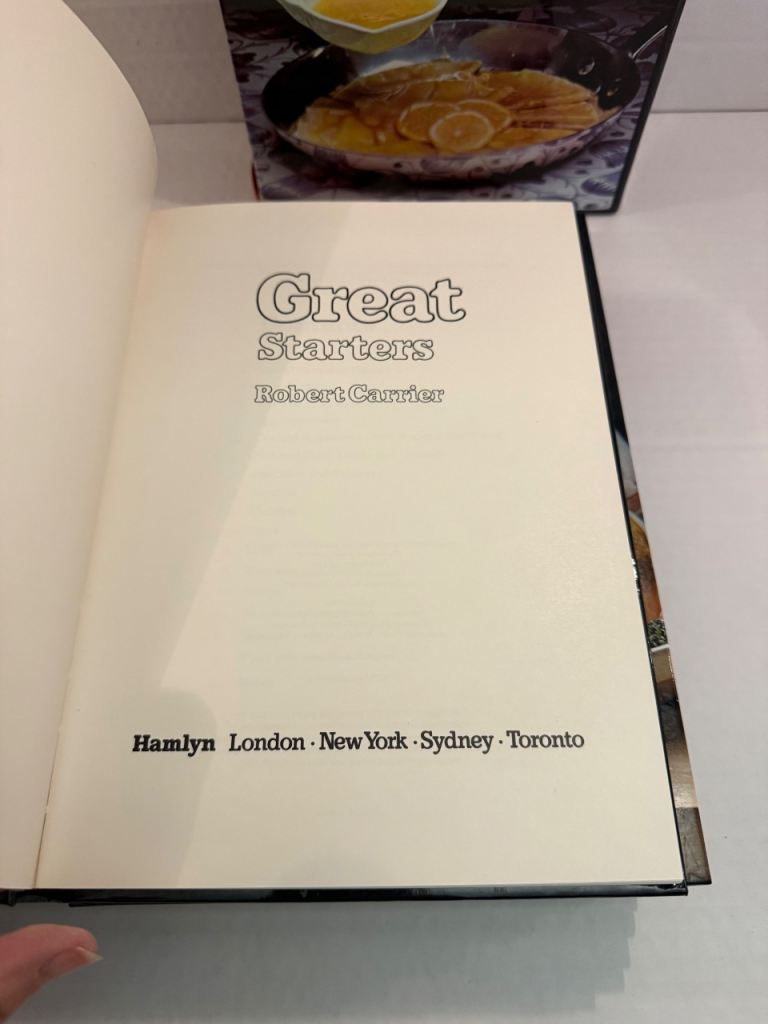 Great
Starters
Robert Carrier
Hamlyn London · New York · Sydney · Toronto